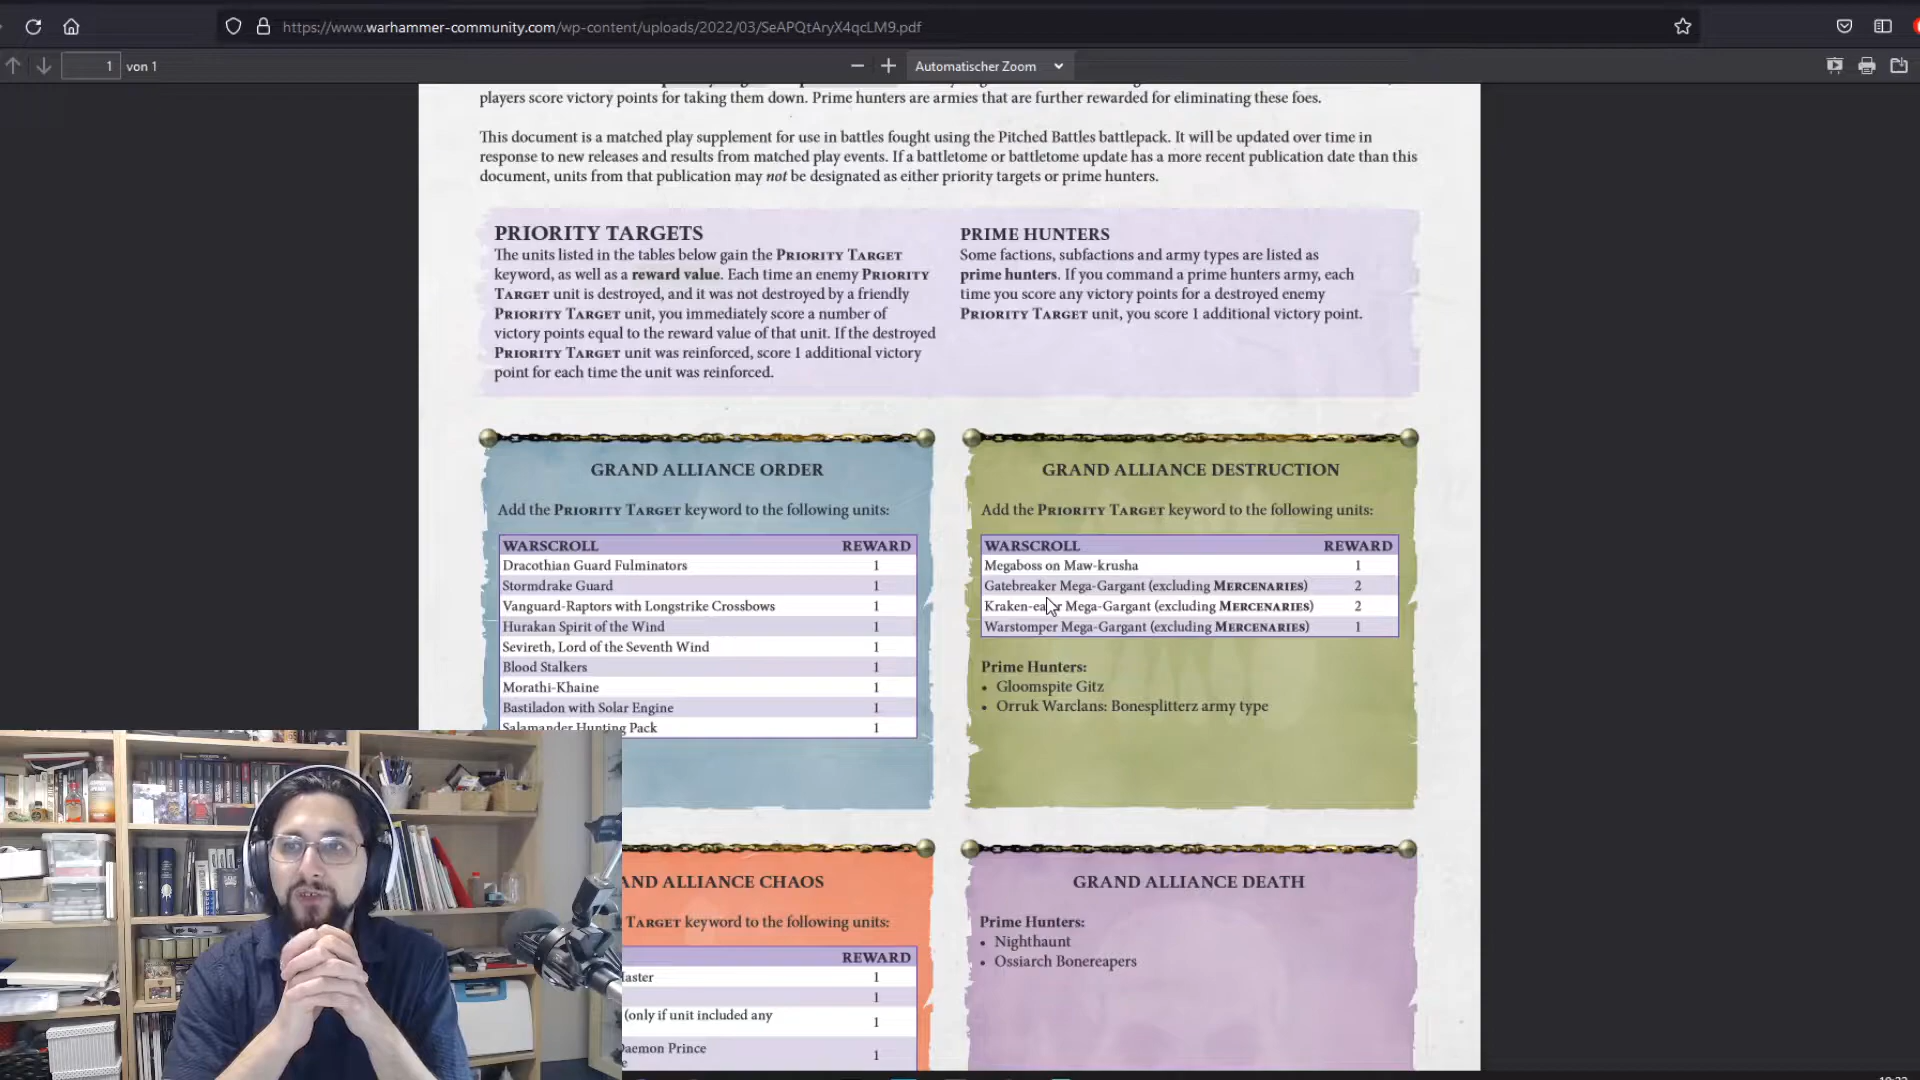 https://www.warhammer-community.com/wp-content/uploads/2022/03/SeAPQtAryX4qcLM9.pdf
1 von 1
Automatischer Zoom
players score victory points for taking them down. Prime hunters are armies that are further rewarded for eliminating these foes.
This document is a matched play supplement for use in battles fought using the Pitched Battles battlepack. It will be updated over time in
response to new releases and results from matched play events. If a battletome or battletome update has a more recent publication date than this
document, units from that publication may not be designated as either priority targets or prime hunters.
PRIORITY TARGETS
The units listed in the tables below gain the PRIORITY TARGET
keyword, as well as a reward value. Each time an enemy PRIORITY
TARGET unit is destroyed, and it was not destroyed by a friendly
PRIORITY TARGET unit, you immediately score a number of
victory points equal to the reward value of that unit. If the destroyed
PRIORITY TARGET unit was reinforced, score 1 additional victory
point for each time the unit was reinforced.
PRIME HUNTERS
Some factions, subfactions and army types are listed as
prime hunters. If you command a prime hunters army, each
time you score any victory points for a destroyed enemy
PRIORITY TARGET unit, you score 1 additional victory point.
GRAND ALLIANCE ORDER
Add the PRIORITY TARGET keyword to the following units:
WARSCROLL REWARD
Dracothian Guard Fulminators 1
Stormdrake Guard 1
Vanguard-Raptors with Longstrike Crossbows 1
Hurakan Spirit of the Wind 1
Sevireth, Lord of the Seventh Wind 1
Blood Stalkers 1
Morathi-Khaine 1
Bastiladon with Solar Engine 1
Salamander Hunting Pack 1
GRAND ALLIANCE DESTRUCTION
Add the PRIORITY TARGET keyword to the following units:
WARSCROLL REWARD
Megaboss on Maw-krusha 1
Gatebreaker Mega-Gargant (excluding MERCENARIES) 2
Kraken-eater Mega-Gargant (excluding MERCENARIES) 2
Warstomper Mega-Gargant (excluding MERCENARIES) 1
Prime Hunters:
• Gloomspite Gitz
• Orruk Warclans: Bonesplitterz army type
ND ALLIANCE CHAOS
TARGET keyword to the following units:
REWARD
aster 1
1
(only if unit included any
1
Daemon Prince
1
GRAND ALLIANCE DEATH
Prime Hunters:
• Nighthaunt
• Ossiarch Bonereapers